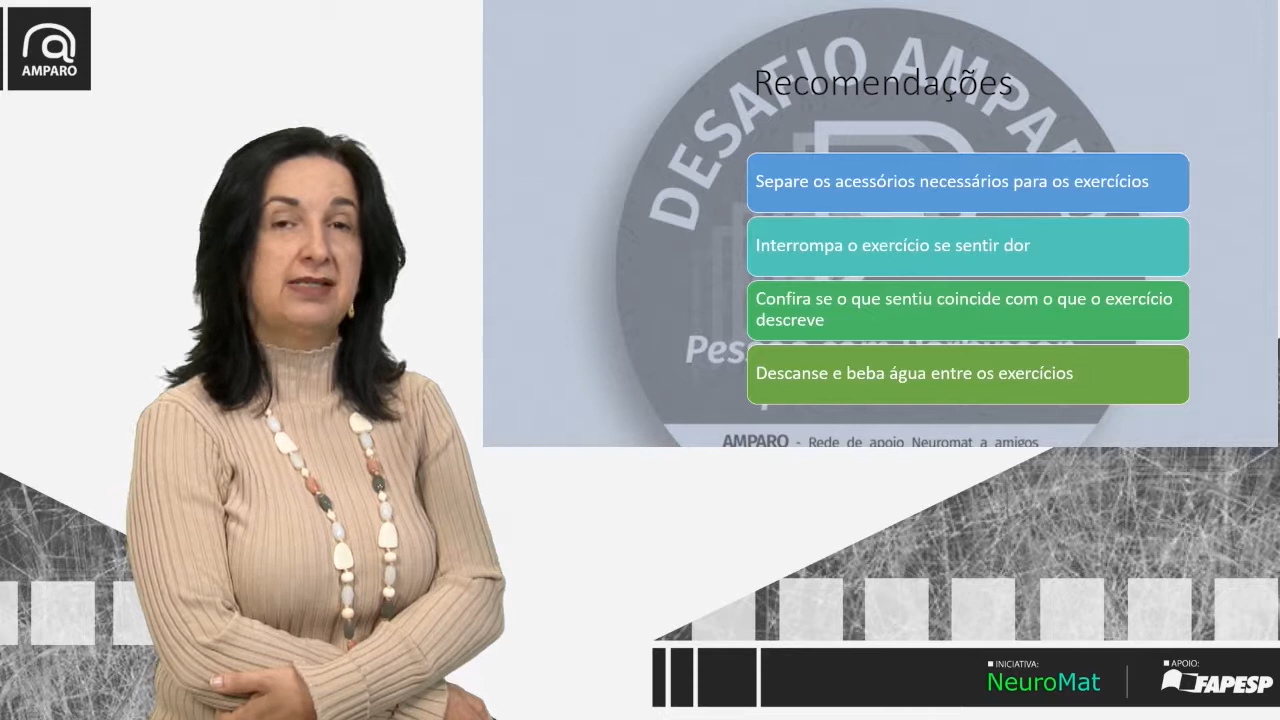 AMPARO
DESAFIO AMPARO
Recomendações
Separe os acessórios necessários para os exercícios
Interrompa o exercício se sentir dor
Confira se o que sentiu coincide com o que o exercício
descreve
Descanse e beba água entre os exercícios
AMPARO - Rede de apoio Neuromat a amigos
INICIATIVA:
NeuroMat
APOIO:
FAPESP